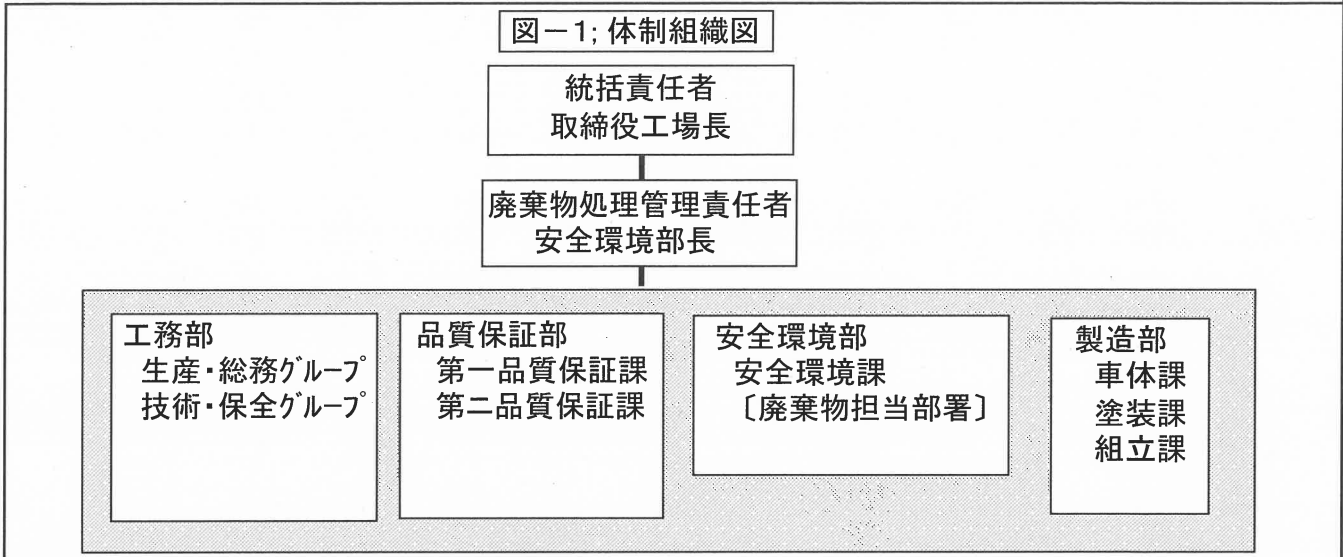 図－1; 体制組織図
統括責任者
取締役工場長
廃棄物処理管理責任者
安全環境部長
工務部
生産・総務ｸﾞﾙｰﾌﾟ
技術・保全ｸﾞﾙｰﾌﾟ
品質保証部
第一品質保証課
第二品質保証課
安全環境部
安全環境課
〔廃棄物担当部署〕
製造部
車体課
塗装課
組立課